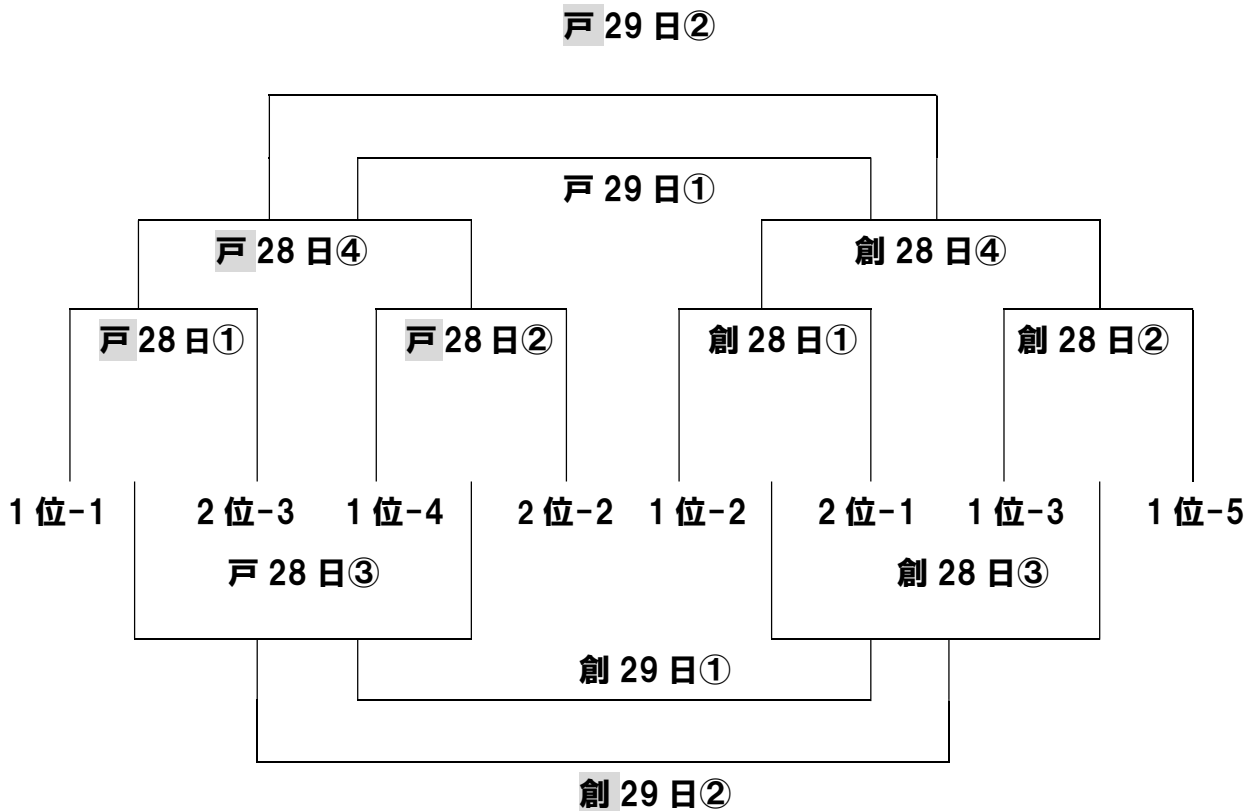 戸 29 日②
戸 29 日①
戸 28 日④ 創 28 日④
戸 28 日① 戸 28 日② 創 28 日① 創 28 日②
1 位-1 2 位-3 1 位-4 2 位-2 1 位-2 2 位-1 1 位-3 1 位-5
戸 28 日③ 創 28 日③
創 29 日①
創 29 日②